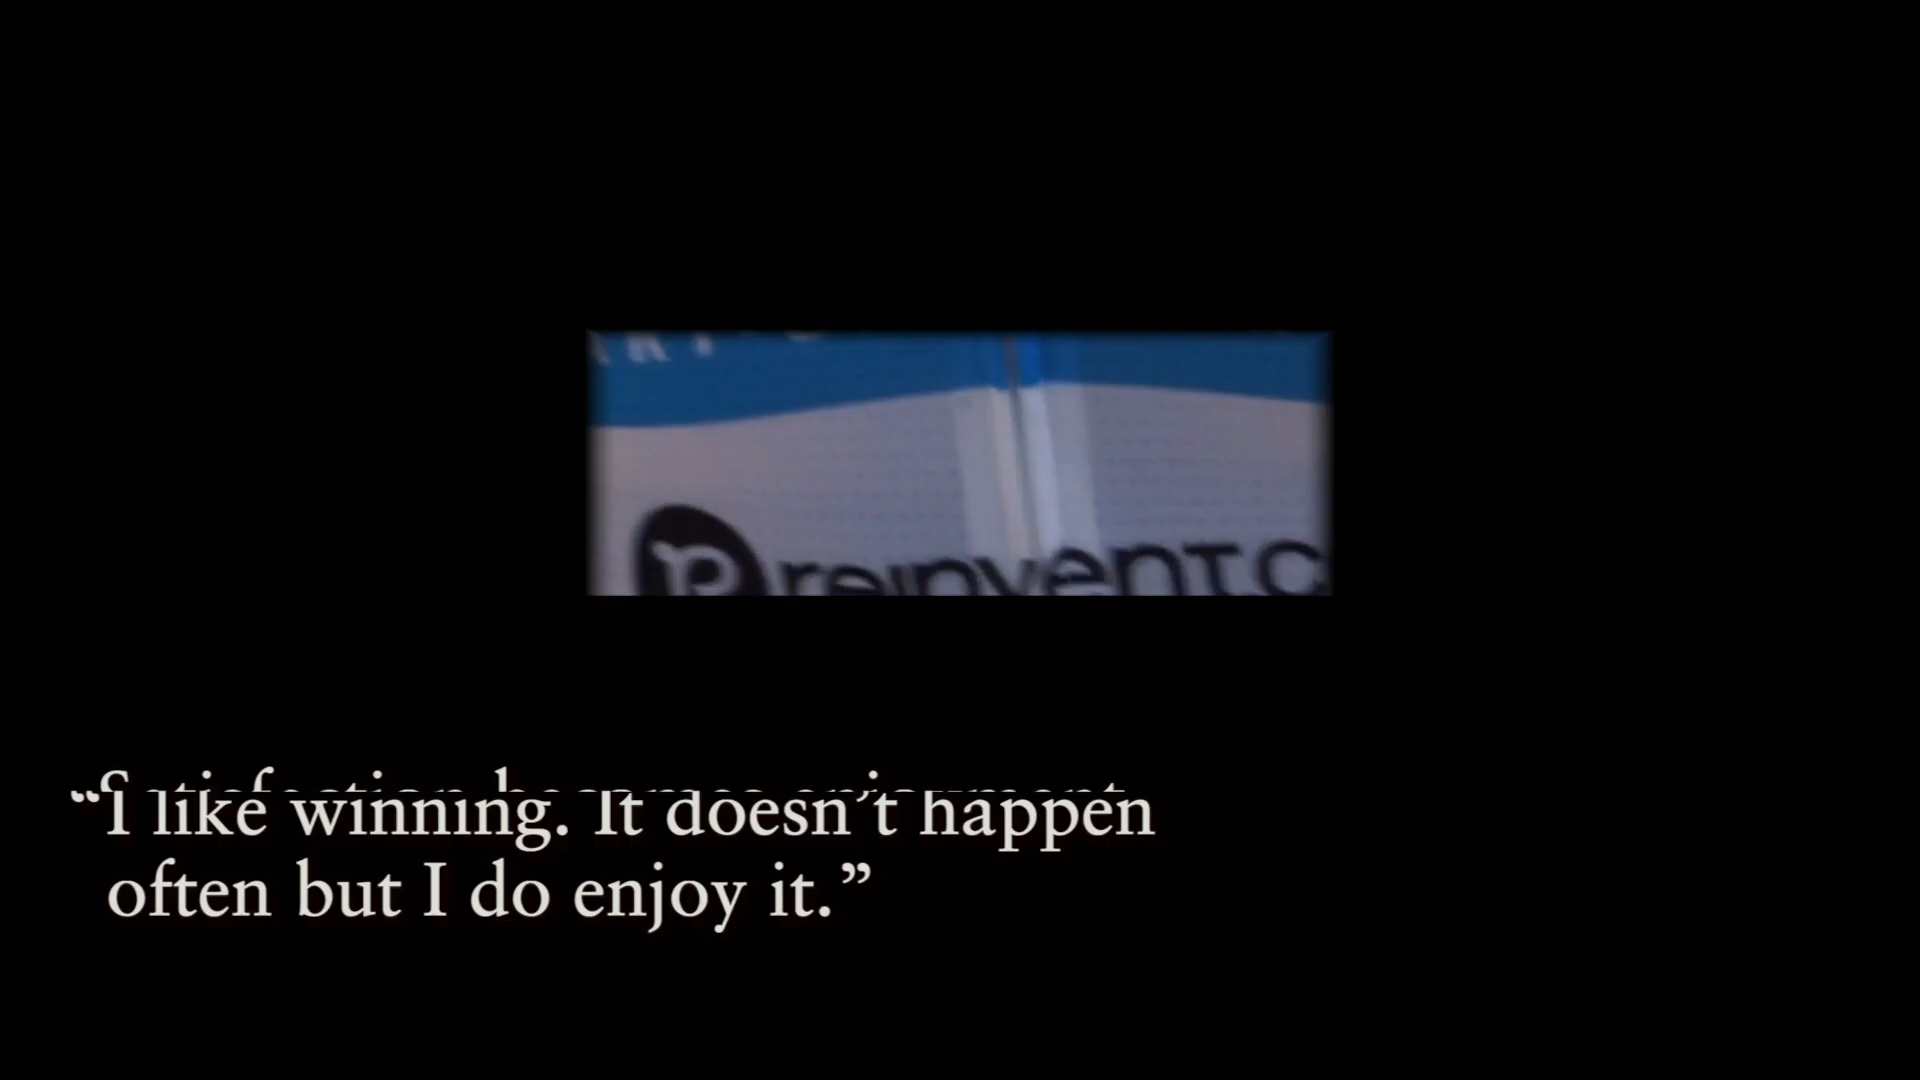 reinvent.c
“I like winning. It doesn’t happen
often but I do enjoy it.”